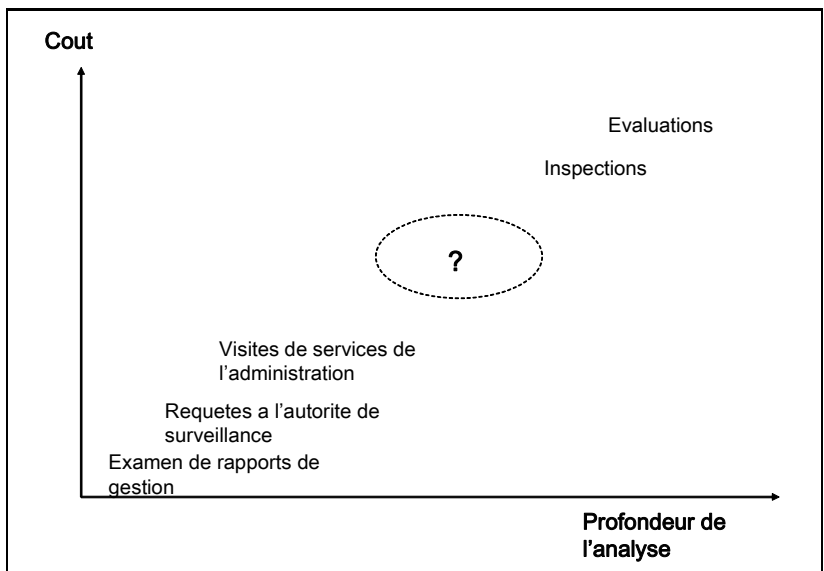 Cout
Evaluations
Inspections
?
Visites de services de
l'administration
Requetes a l'autorite de
surveillance
Examen de rapports de
gestion
Profondeur de
l'analyse